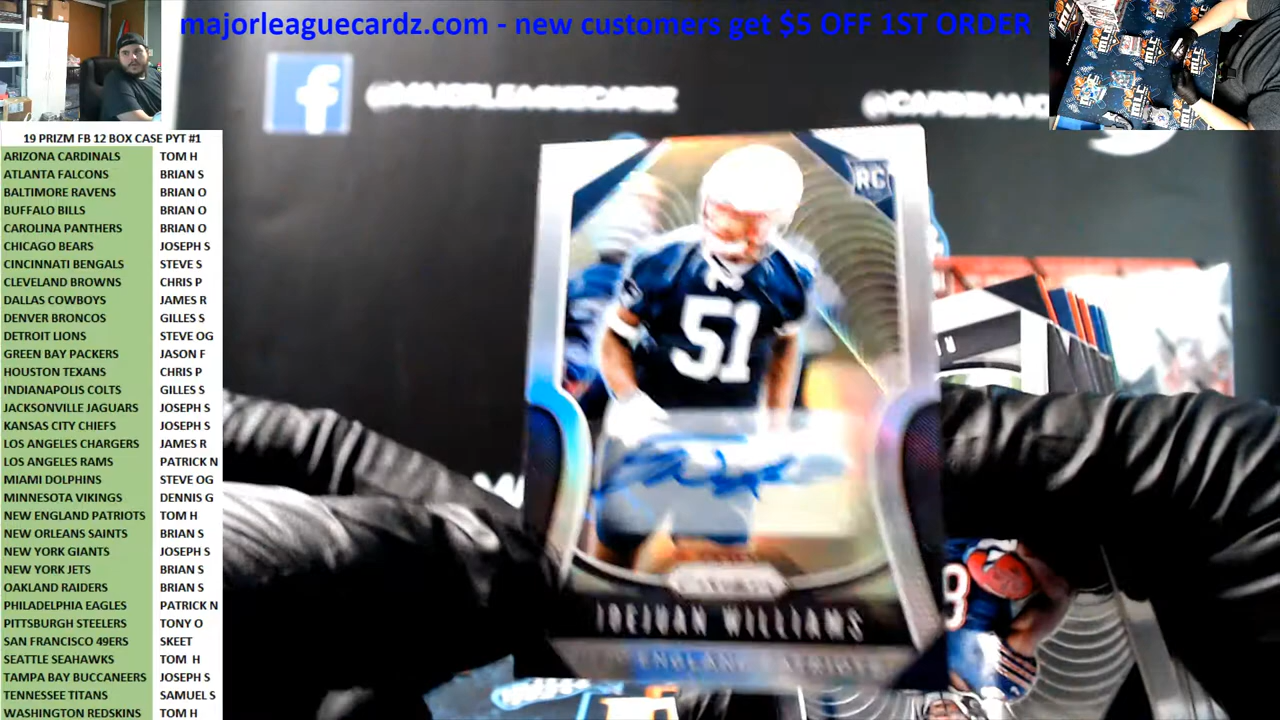 majorleaguecardz.com - new customers get $5 OFF 1ST ORDER
@MAJORLEAGUECARDZ
19 PRIZM FB 12 BOX CASE PYT #1
ARIZONA CARDINALS TOM H
ATLANTA FALCONS BRIAN S
BALTIMORE RAVENS BRIAN O
BUFFALO BILLS BRIAN O
CAROLINA PANTHERS BRIAN O
CHICAGO BEARS JOSEPH S
CINCINNATI BENGALS STEVE S
CLEVELAND BROWNS CHRIS P
DALLAS COWBOYS JAMES R
DENVER BRONCOS GILLES S
DETROIT LIONS STEVE OG
GREEN BAY PACKERS JASON F
HOUSTON TEXANS CHRIS P
INDIANAPOLIS COLTS GILLES S
JACKSONVILLE JAGUARS JOSEPH S
KANSAS CITY CHIEFS JOSEPH S
LOS ANGELES CHARGERS JAMES R
LOS ANGELES RAMS PATRICK N
MIAMI DOLPHINS STEVE OG
MINNESOTA VIKINGS DENNIS G
NEW ENGLAND PATRIOTS TOM H
NEW ORLEANS SAINTS BRIAN S
NEW YORK GIANTS JOSEPH S
NEW YORK JETS BRIAN S
OAKLAND RAIDERS BRIAN S
PHILADELPHIA EAGLES PATRICK N
PITTSBURGH STEELERS TONY O
SAN FRANCISCO 49ERS SKEET
SEATTLE SEAHAWKS TOM H
TAMPA BAY BUCCANEERS JOSEPH S
TENNESSEE TITANS SAMUEL S
WASHINGTON REDSKINS TOM H
RC
51
PRIZM
JOEJUAN WILLIAMS
NEW ENGLAND PATRIOTS